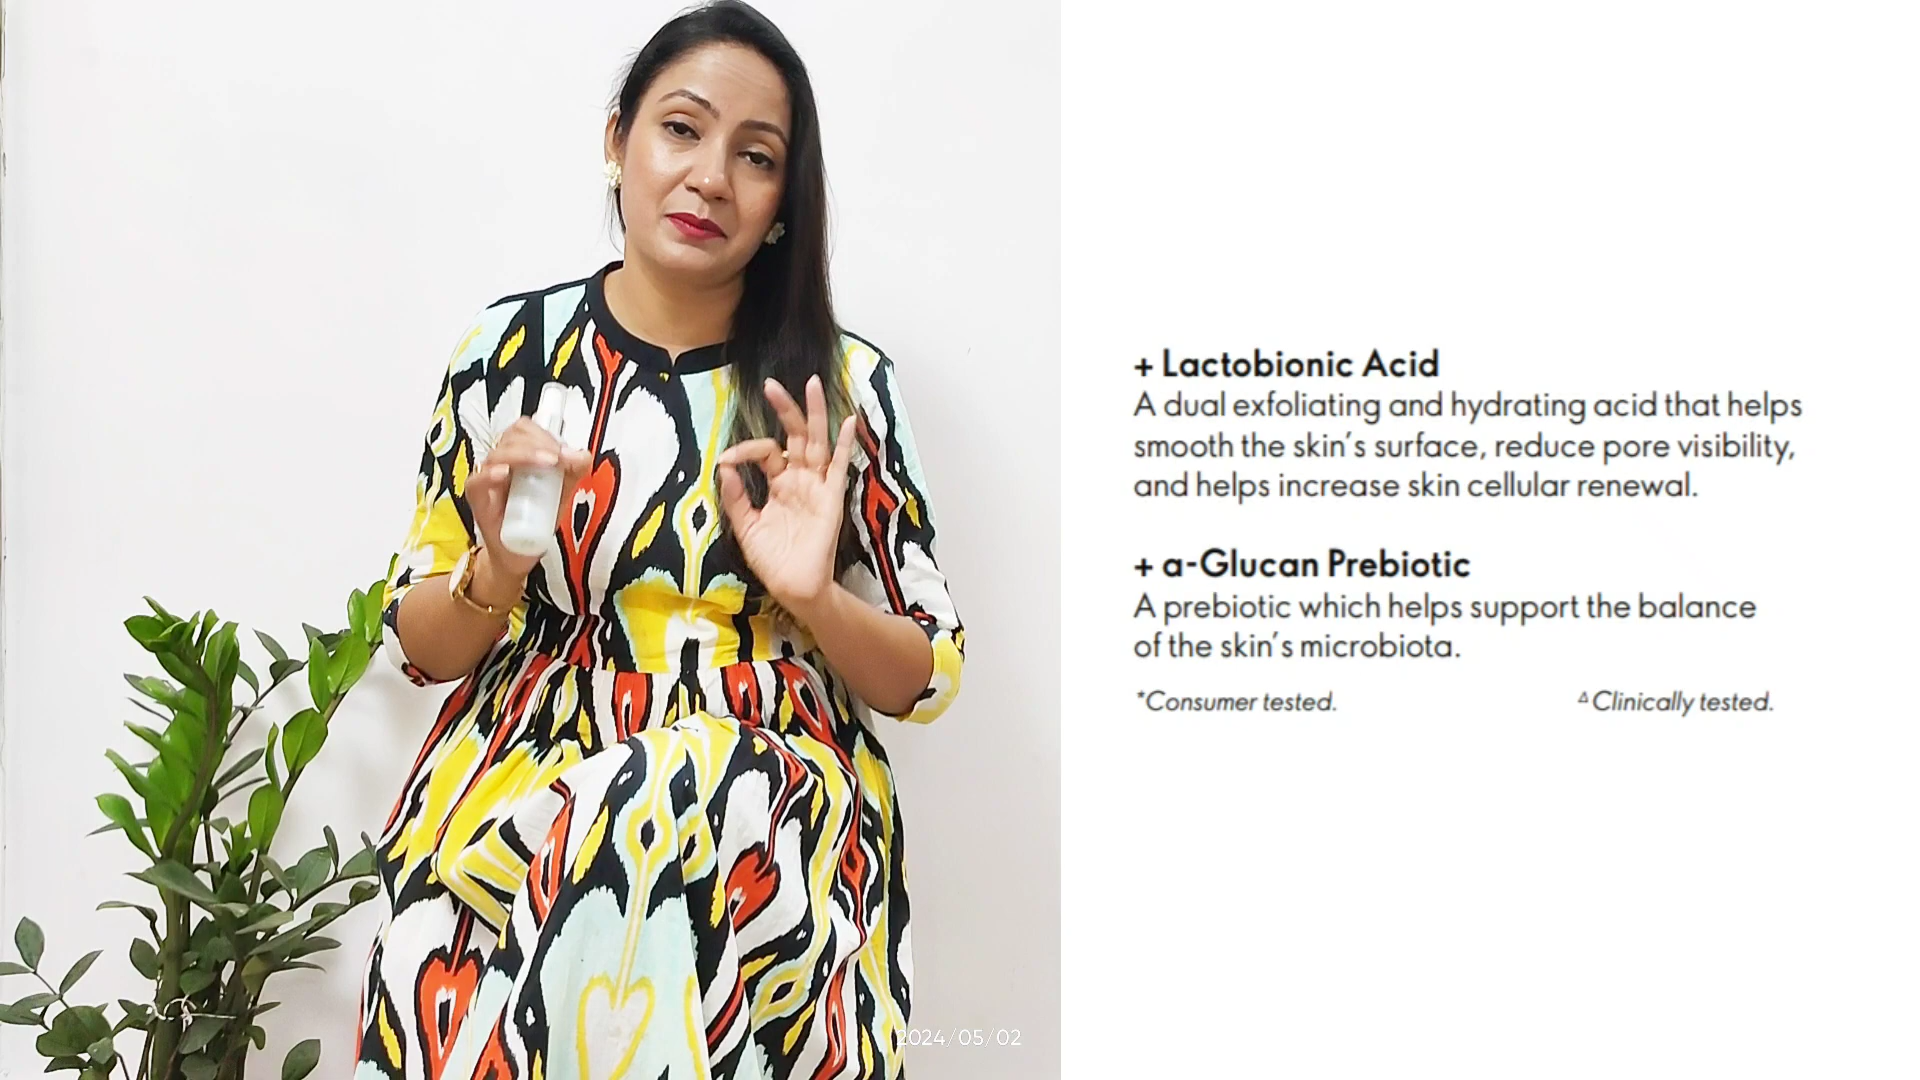 + Lactobionic Acid
A dual exfoliating and hydrating acid that helps
smooth the skin's surface, reduce pore visibility,
and helps increase skin cellular renewal.
+ α-Glucan Prebiotic
A prebiotic which helps support the balance
of the skin's microbiota.
*Consumer tested. ΔClinically tested.
2024/05/02